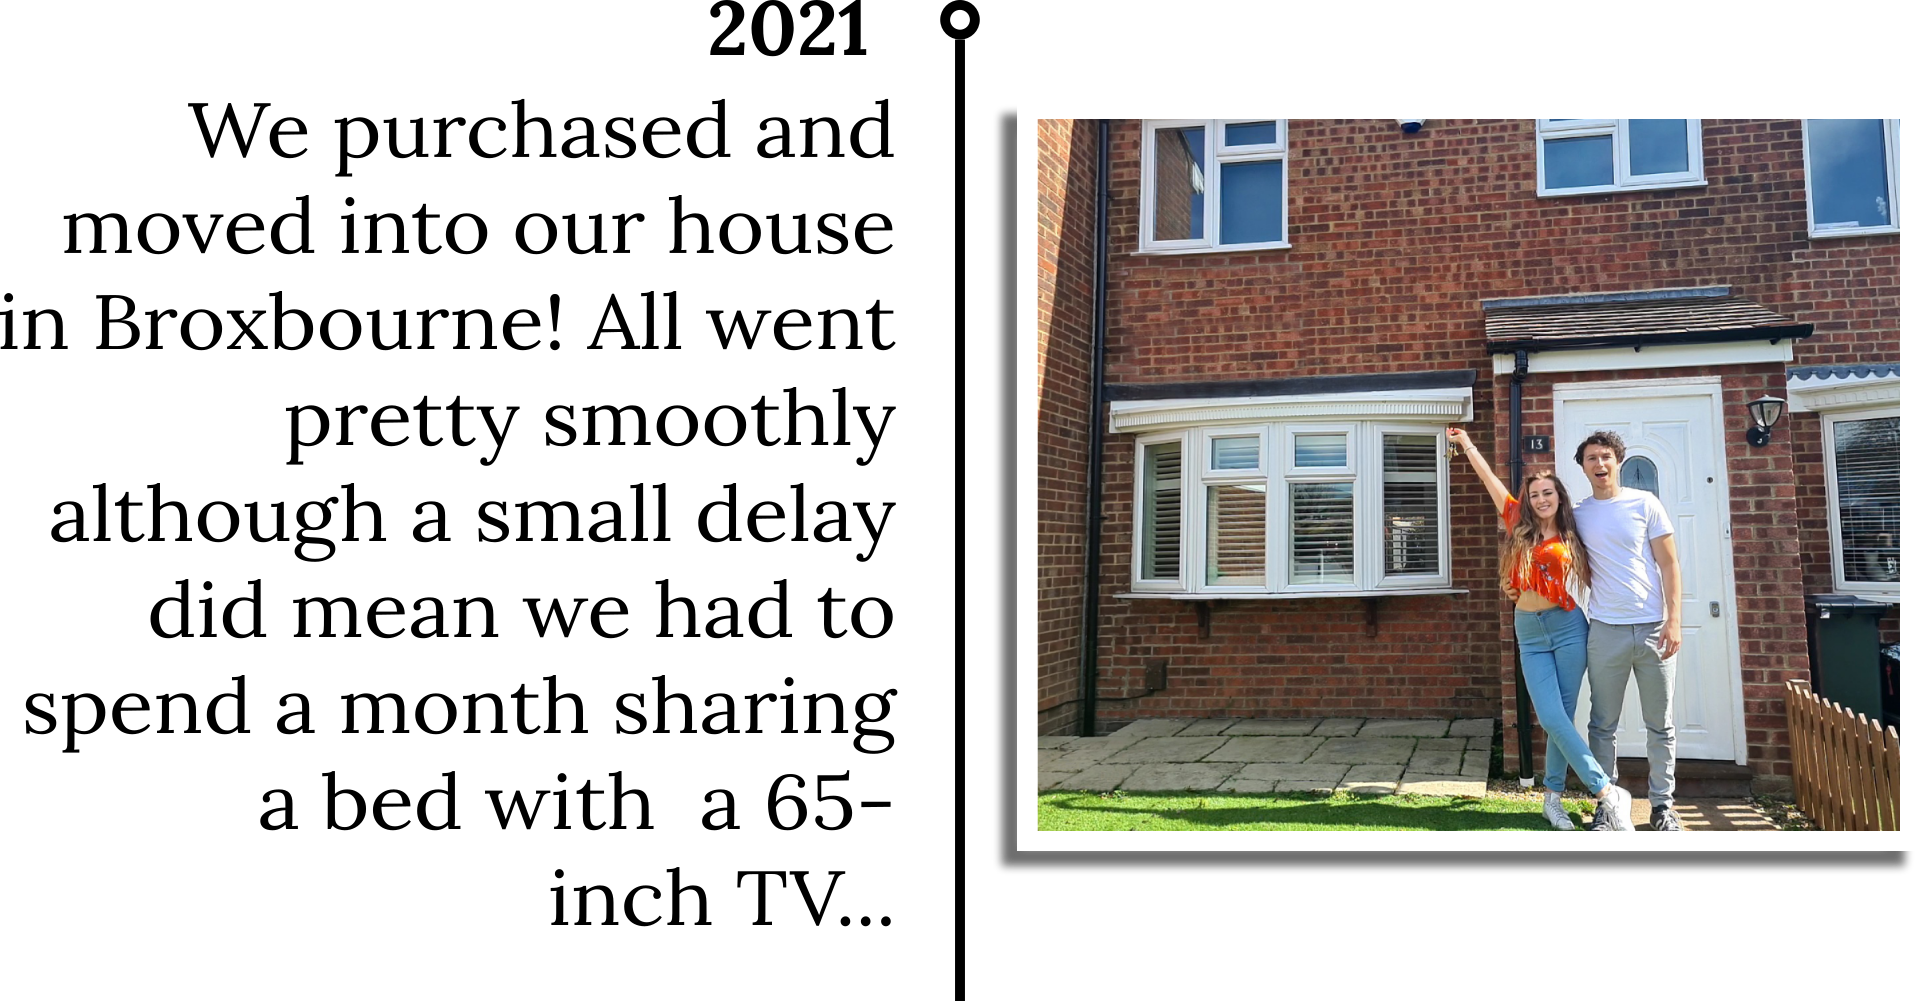 2021
We purchased and
moved into our house
in Broxbourne! All went
pretty smoothly
although a small delay
did mean we had to
spend a month sharing
a bed with  a 65-
inch TV...
13